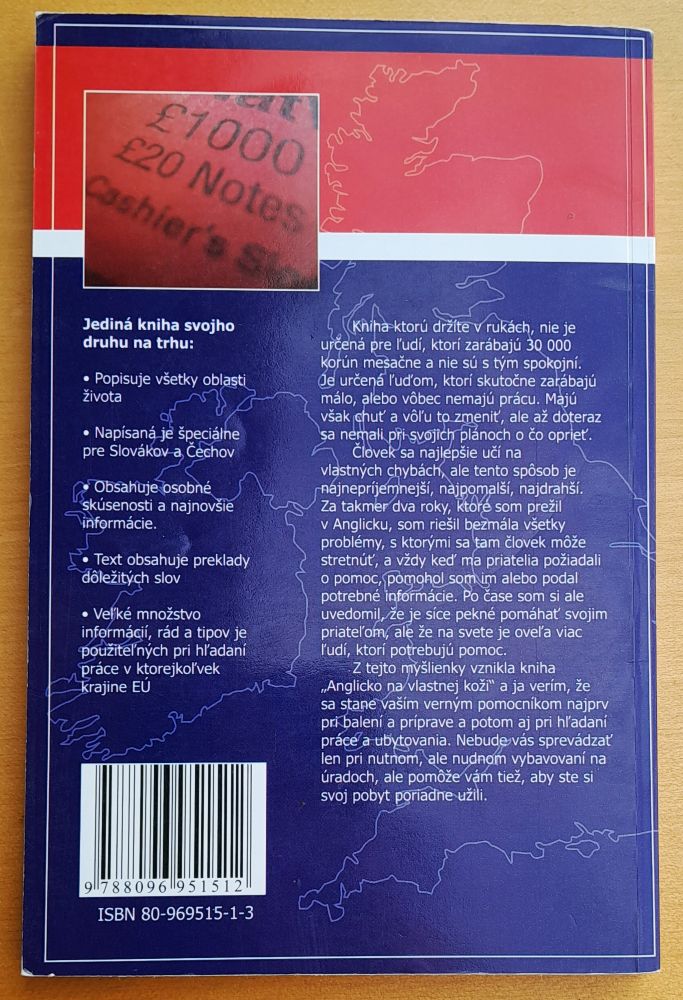 £1000
£20 Notes
Cashier's
Jediná kniha svojho
druhu na trhu:
• Popisuje všetky oblasti
života
• Napísaná je špeciálne
pre Slovákov a Čechov
• Obsahuje osobné
skúsenosti a najnovšie
informácie.
• Text obsahuje preklady
dôležitých slov
• Veľké množstvo
informácií, rád a tipov je
použiteľných pri hľadaní
práce v ktorejkoľvek
krajine EÚ
Kniha ktorú držíte v rukách, nie je
určená pre ľudí, ktorí zarábajú 30 000
korún mesačne a nie sú s tým spokojní.
Je určená ľuďom, ktorí skutočne zarábajú
málo, alebo vôbec nemajú prácu. Majú
však chuť a vôľu to zmeniť, ale až doteraz
sa nemali pri svojich plánoch o čo oprieť.
Človek sa najlepšie učí na
vlastných chybách, ale tento spôsob je
najnepríjemnejší, najpomalší, najdrahší.
Za takmer dva roky, ktoré som prežil
v Anglicku, som riešil bezmála všetky
problémy, s ktorými sa tam človek môže
stretnúť, a vždy keď ma priatelia požiadali
o pomoc, pomohol som im alebo podal
potrebné informácie. Po čase som si ale
uvedomil, že je síce pekné pomáhať svojim
priateľom, ale že na svete je oveľa viac
ľudí, ktorí potrebujú pomoc.
Z tejto myšlienky vznikla kniha
„Anglicko na vlastnej koži“ a ja verím, že
sa stane vaším verným pomocníkom najprv
pri balení a príprave a potom aj pri hľadaní
práce a ubytovania. Nebude vás sprevádzať
len pri nutnom, ale nudnom vybavovaní na
úradoch, ale pomôže vám tiež, aby ste si
svoj pobyt poriadne užili.
9 788096 951512
ISBN 80-969515-1-3